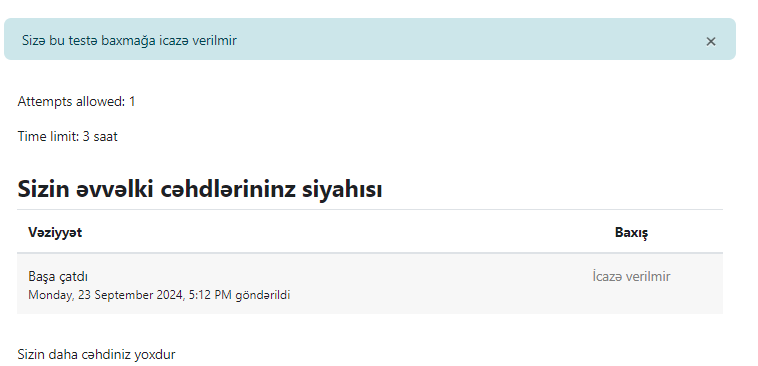 Sizə bu testə baxmağa icazə verilmir
×
Attempts allowed: 1
Time limit: 3 saat
Sizin əvvəlki cəhdlərininz siyahısı
Vəziyyət Baxış
Başa çatdı İcazə verilmir
Monday, 23 September 2024, 5:12 PM göndərildi
Sizin daha cəhdiniz yoxdur